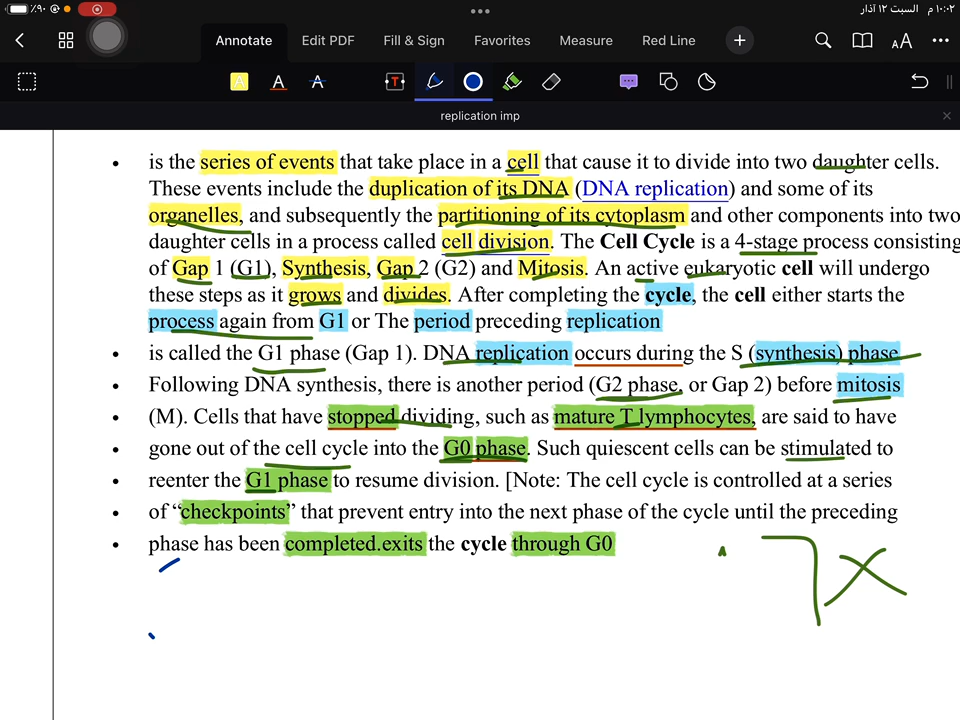 ٪٩٠ السبت ١٢ آذار ١٠:٠٢ م
Annotate Edit PDF Fill & Sign Favorites Measure Red Line
A A A T AA
replication imp
• is the series of events that take place in a cell that cause it to divide into two daughter cells.
These events include the duplication of its DNA (DNA replication) and some of its
organelles, and subsequently the partitioning of its cytoplasm and other components into two
daughter cells in a process called cell division. The Cell Cycle is a 4-stage process consisting
of Gap 1 (G1), Synthesis, Gap 2 (G2) and Mitosis. An active eukaryotic cell will undergo
these steps as it grows and divides. After completing the cycle, the cell either starts the
process again from G1 or The period preceding replication
• is called the G1 phase (Gap 1). DNA replication occurs during the S (synthesis) phase
• Following DNA synthesis, there is another period (G2 phase, or Gap 2) before mitosis
• (M). Cells that have stopped dividing, such as mature T lymphocytes, are said to have
• gone out of the cell cycle into the G0 phase. Such quiescent cells can be stimulated to
• reenter the G1 phase to resume division. [Note: The cell cycle is controlled at a series
• of “checkpoints” that prevent entry into the next phase of the cycle until the preceding
• phase has been completed.exits the cycle through G0